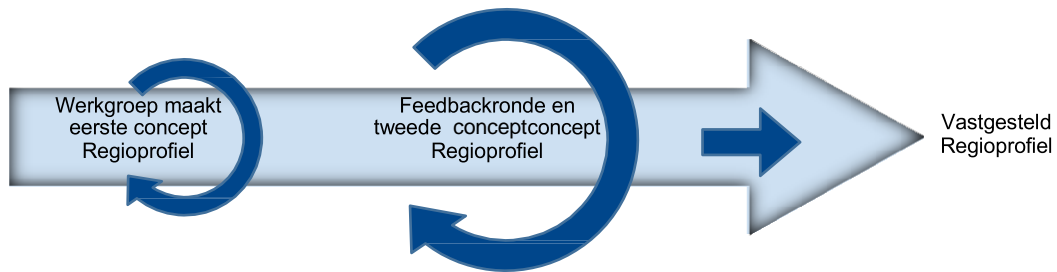 Werkgroep maakt
eerste concept
Regioprofiel
Feedbackronde en
tweede  conceptconcept
Regioprofiel
Vastgesteld
Regioprofiel